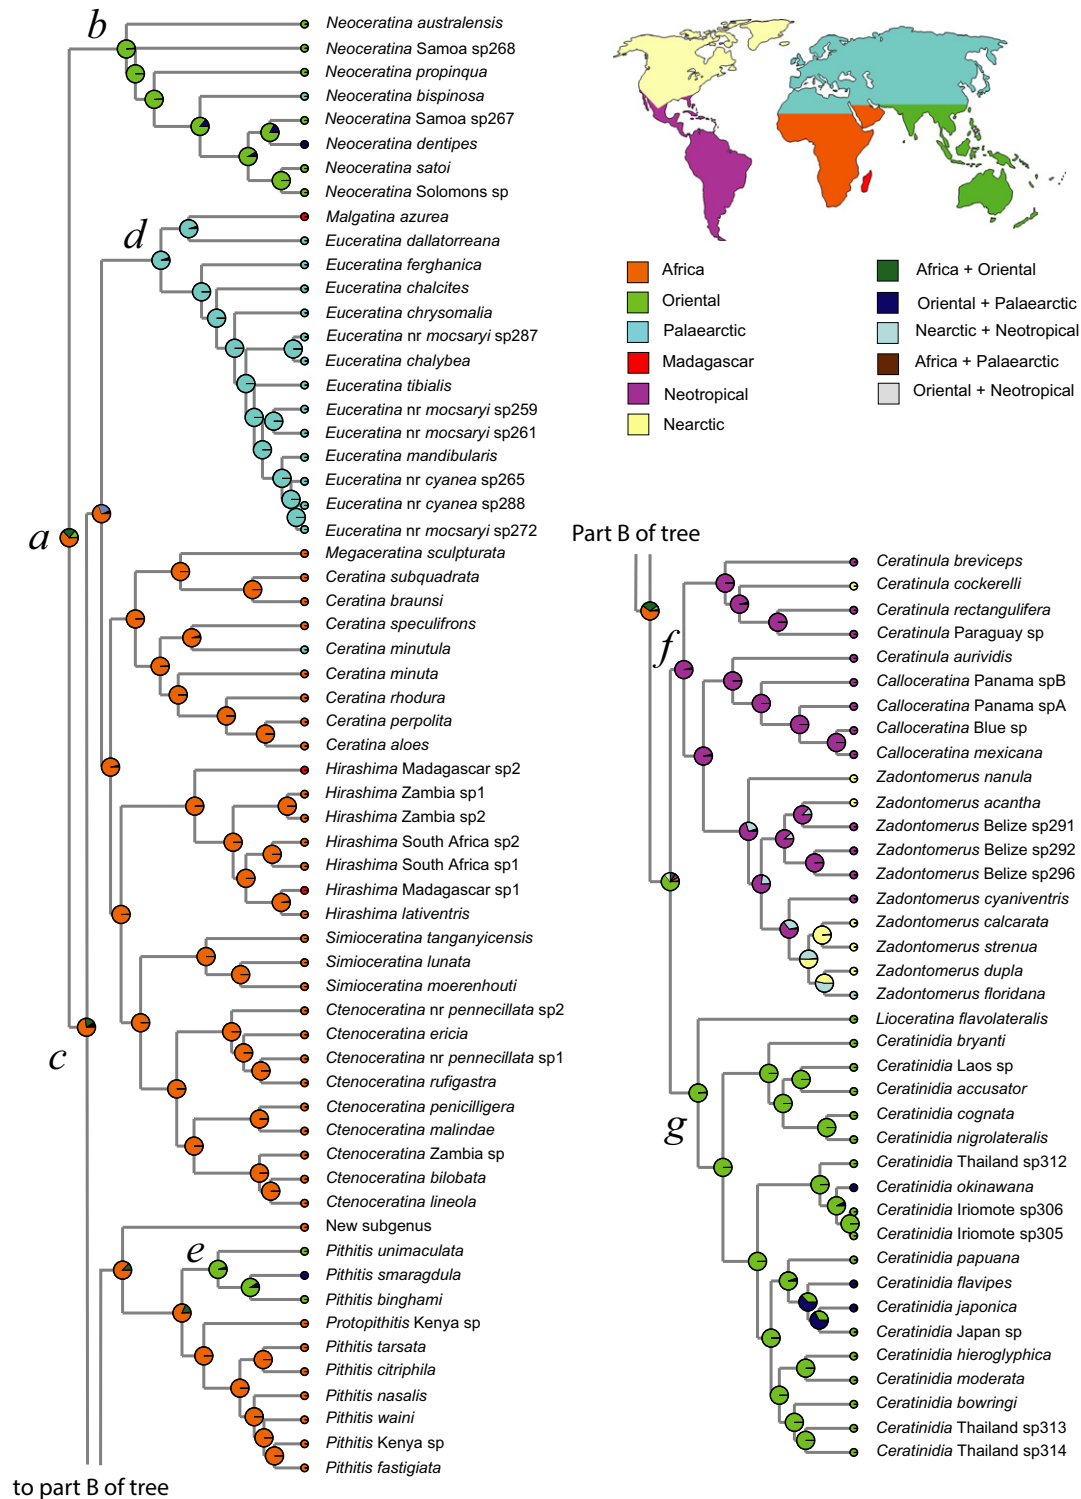 b
Neoceratina australensis
Neoceratina Samoa sp268
Neoceratina propinqua
Neoceratina bispinosa
Neoceratina Samoa sp267
Neoceratina dentipes
Neoceratina satoi
Neoceratina Solomons sp
d
Malgatina azurea
Euceratina dallatorreana
Euceratina ferghanica
Euceratina chalcites
Euceratina chrysomalia
Euceratina nr mocsaryi sp287
Euceratina chalybea
Euceratina tibialis
Euceratina nr mocsaryi sp259
Euceratina nr mocsaryi sp261
Euceratina mandibularis
Euceratina nr cyanea sp265
Euceratina nr cyanea sp288
Euceratina nr mocsaryi sp272
a
Megaceratina sculpturata
Ceratina subquadrata
Ceratina braunsi
Ceratina speculifrons
Ceratina minutula
Ceratina minuta
Ceratina rhodura
Ceratina perpolita
Ceratina aloes
Hirashima Madagascar sp2
Hirashima Zambia sp1
Hirashima Zambia sp2
Hirashima South Africa sp2
Hirashima South Africa sp1
Hirashima Madagascar sp1
Hirashima lativentris
Simioceratina tanganyicensis
Simioceratina lunata
Simioceratina moerenhouti
Ctenoceratina nr pennecillata sp2
Ctenoceratina ericia
c
Ctenoceratina nr pennecillata sp1
Ctenoceratina rufigastra
Ctenoceratina penicilligera
Ctenoceratina malindae
Ctenoceratina Zambia sp
Ctenoceratina bilobata
Ctenoceratina lineola
New subgenus
e
Pithitis unimaculata
Pithitis smaragdula
Pithitis binghami
Protopithitis Kenya sp
Pithitis tarsata
Pithitis citriphila
Pithitis nasalis
Pithitis waini
Pithitis Kenya sp
Pithitis fastigiata
to part B of tree
Africa
Oriental
Palaearctic
Madagascar
Neotropical
Nearctic
Africa + Oriental
Oriental + Palaearctic
Nearctic + Neotropical
Africa + Palaearctic
Oriental + Neotropical
Part B of tree
Ceratinula breviceps
Ceratinula cockerelli
Ceratinula rectangulifera
Ceratinula Paraguay sp
f
Ceratinula aurividis
Calloceratina Panama spB
Calloceratina Panama spA
Calloceratina Blue sp
Calloceratina mexicana
Zadontomerus nanula
Zadontomerus acantha
Zadontomerus Belize sp291
Zadontomerus Belize sp292
Zadontomerus Belize sp296
Zadontomerus cyaniventris
Zadontomerus calcarata
Zadontomerus strenua
Zadontomerus dupla
Zadontomerus floridana
Lioceratina flavolateralis
Ceratinidia bryanti
Ceratinidia Laos sp
Ceratinidia accusator
Ceratinidia cognata
g
Ceratinidia nigrolateralis
Ceratinidia Thailand sp312
Ceratinidia okinawana
Ceratinidia Iriomote sp306
Ceratinidia Iriomote sp305
Ceratinidia papuana
Ceratinidia flavipes
Ceratinidia japonica
Ceratinidia Japan sp
Ceratinidia hieroglyphica
Ceratinidia moderata
Ceratinidia bowringi
Ceratinidia Thailand sp313
Ceratinidia Thailand sp314